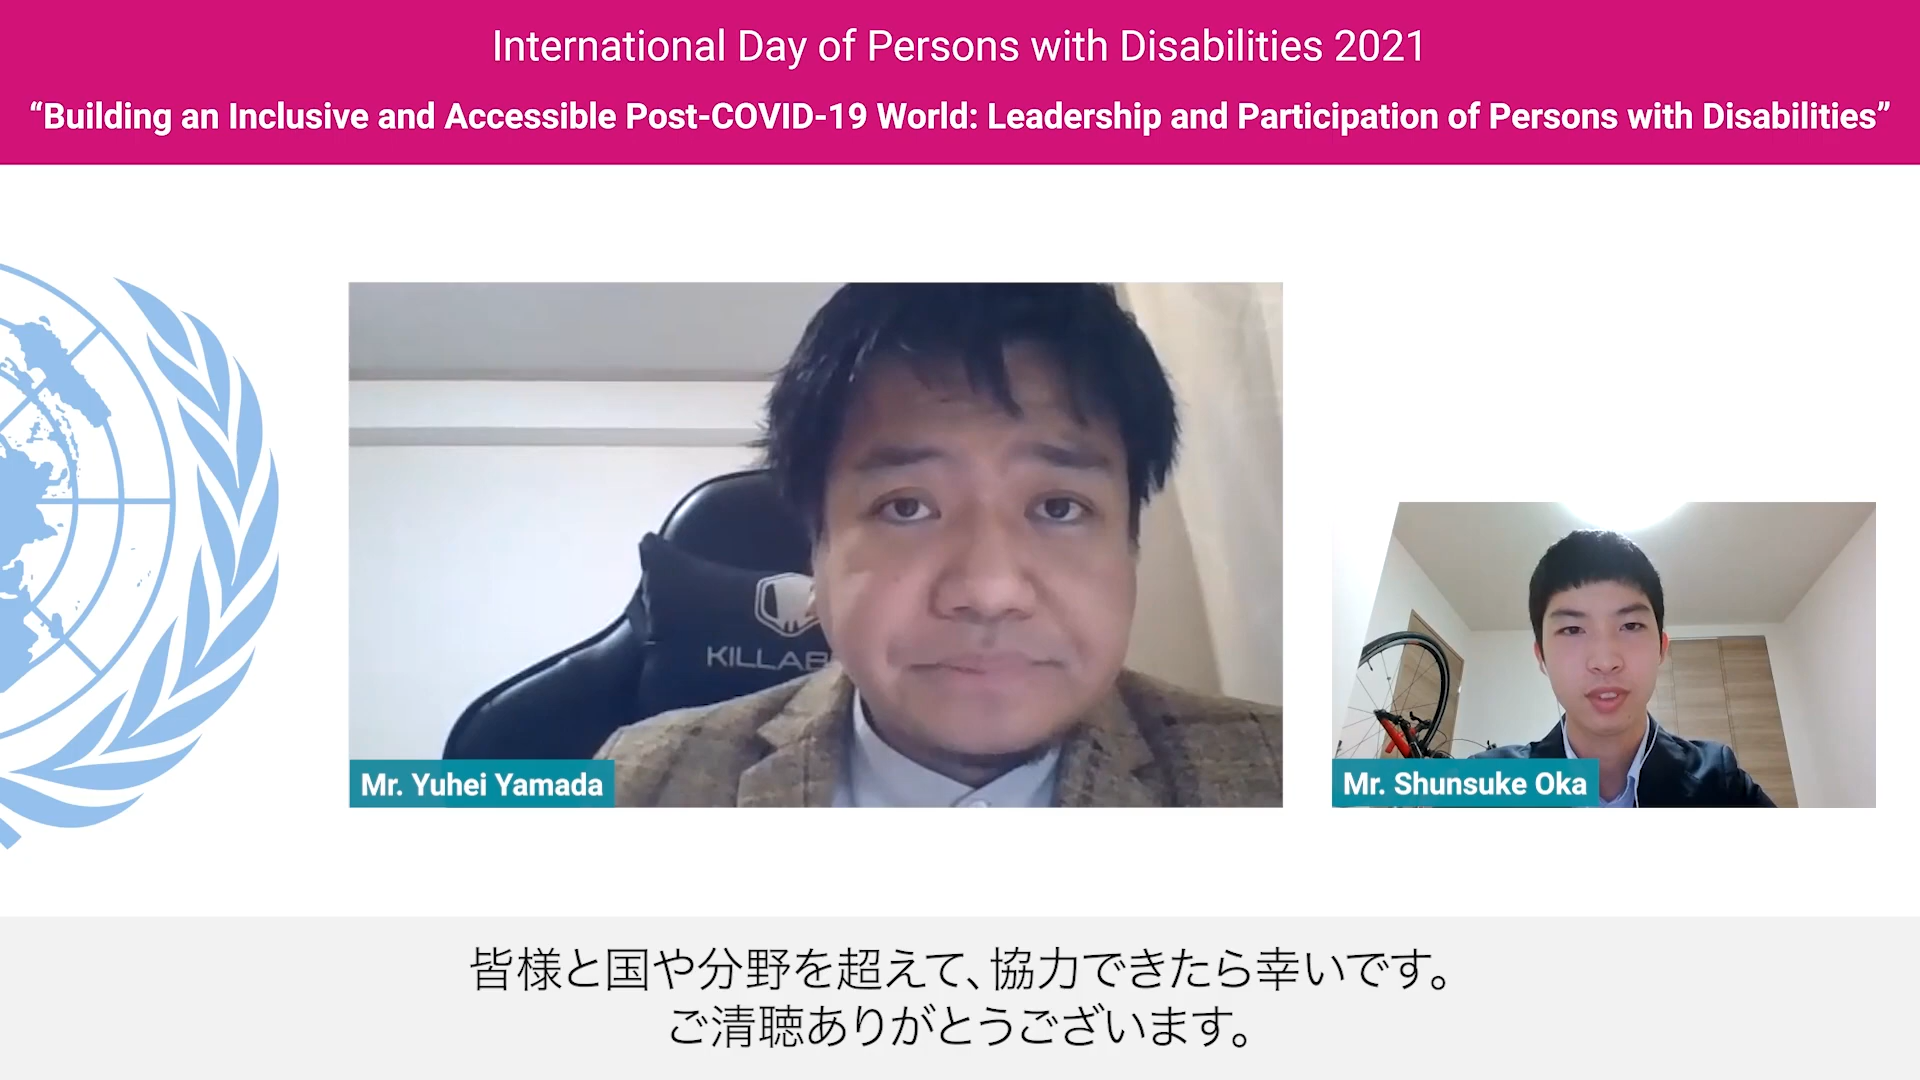 International Day of Persons with Disabilities 2021
“Building an Inclusive and Accessible Post-COVID-19 World: Leadership and Participation of Persons with Disabilities”
KILLAB
Mr. Yuhei Yamada
Mr. Shunsuke Oka
皆様と国や分野を超えて、協力できたら幸いです。
ご清聴ありがとうございます。